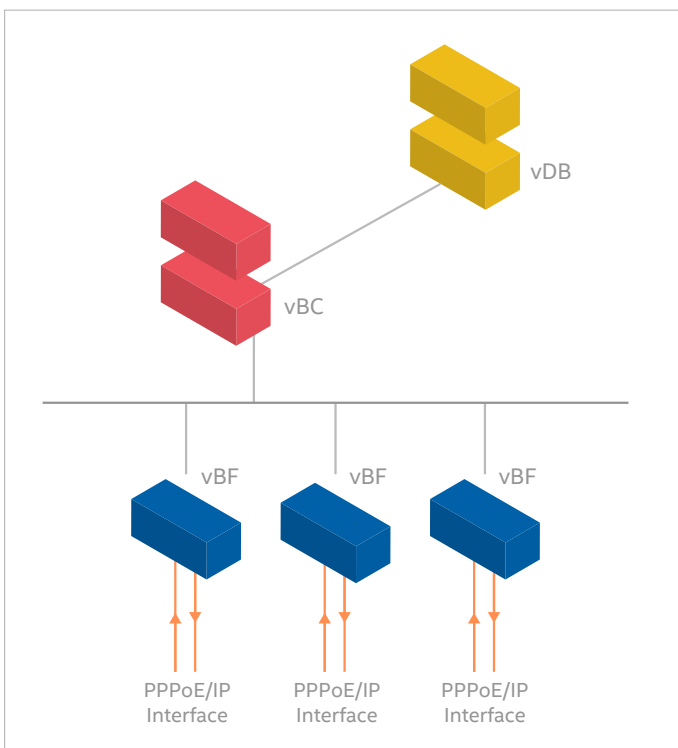 vDB
vBC
vBF
vBF
vBF
PPPoE/IP
Interface
PPPoE/IP
Interface
PPPoE/IP
Interface